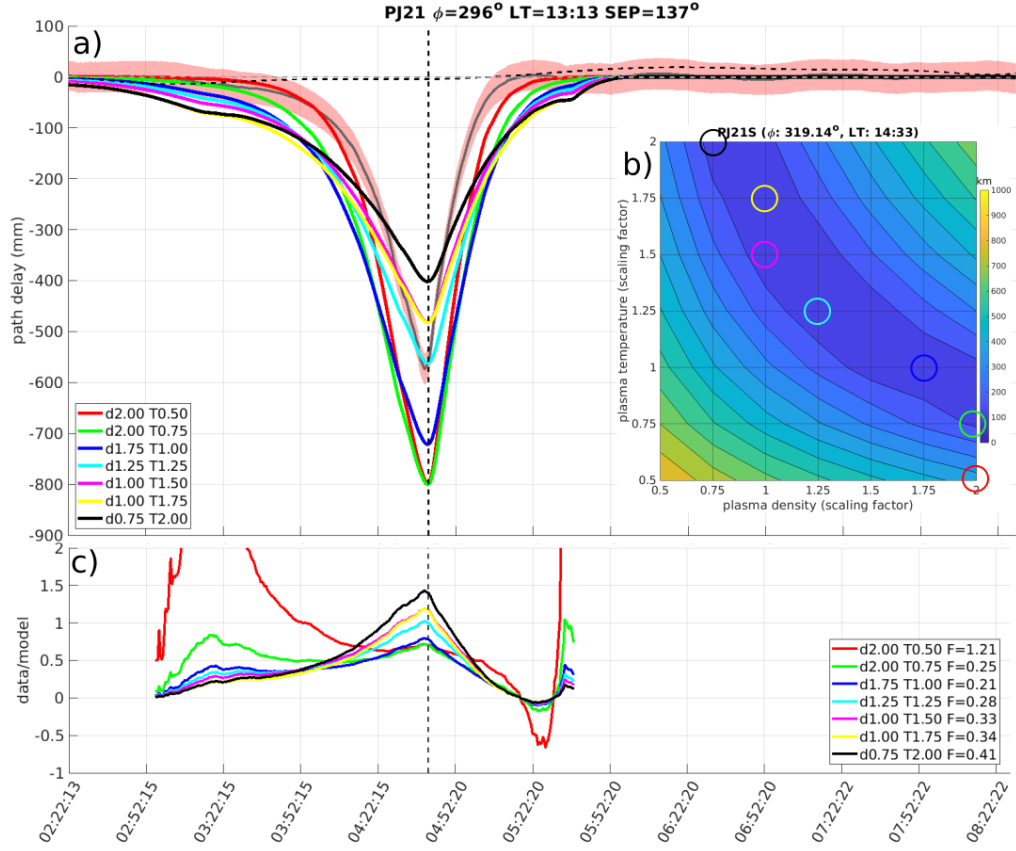 PJ21 ϕ=296° LT=13:13 SEP=137°
a)
100
0
-100
-200
-300
-400
-500
-600
-700
-800
-900
path delay (mm)
d2.00 T0.50
d2.00 T0.75
d1.75 T1.00
d1.25 T1.25
d1.00 T1.50
d1.00 T1.75
d0.75 T2.00
b)
PJ21S (ϕ: 319.14°, LT: 14:33)
2
1.75
1.5
1.25
1
0.75
0.5
plasma temperature (scaling factor)
0.5 0.75 1 1.25 1.5 1.75 2
plasma density (scaling factor)
km
1000
900
800
700
600
500
400
300
200
100
0
c)
2
1.5
1
0.5
0
-0.5
-1
data/model
d2.00 T0.50 F=1.21
d2.00 T0.75 F=0.25
d1.75 T1.00 F=0.21
d1.25 T1.25 F=0.28
d1.00 T1.50 F=0.33
d1.00 T1.75 F=0.34
d0.75 T2.00 F=0.41
02:22:13
02:52:15
03:22:15
03:52:15
04:22:15
04:52:20
05:22:20
05:52:20
06:22:20
06:52:20
07:22:22
07:52:22
08:22:22